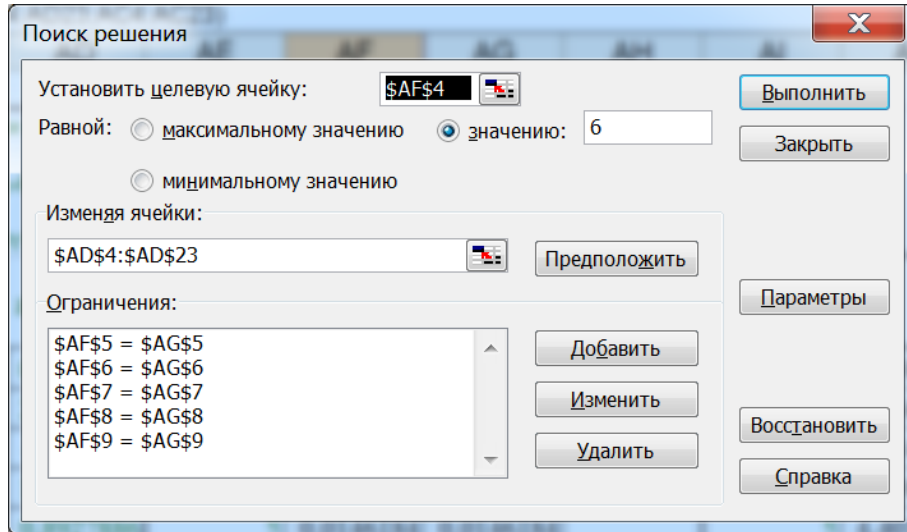 Поиск решения
Установить целевую ячейку: $AF$4
Выполнить
Равной: максимальному значению значению: 6
Закрыть
минимальному значению
Изменяя ячейки:
$AD$4:$AD$23
Предположить
Ограничения:
Параметры
$AF$5 = $AG$5
$AF$6 = $AG$6
$AF$7 = $AG$7
$AF$8 = $AG$8
$AF$9 = $AG$9
Добавить
Изменить
Удалить
Восстановить
Справка